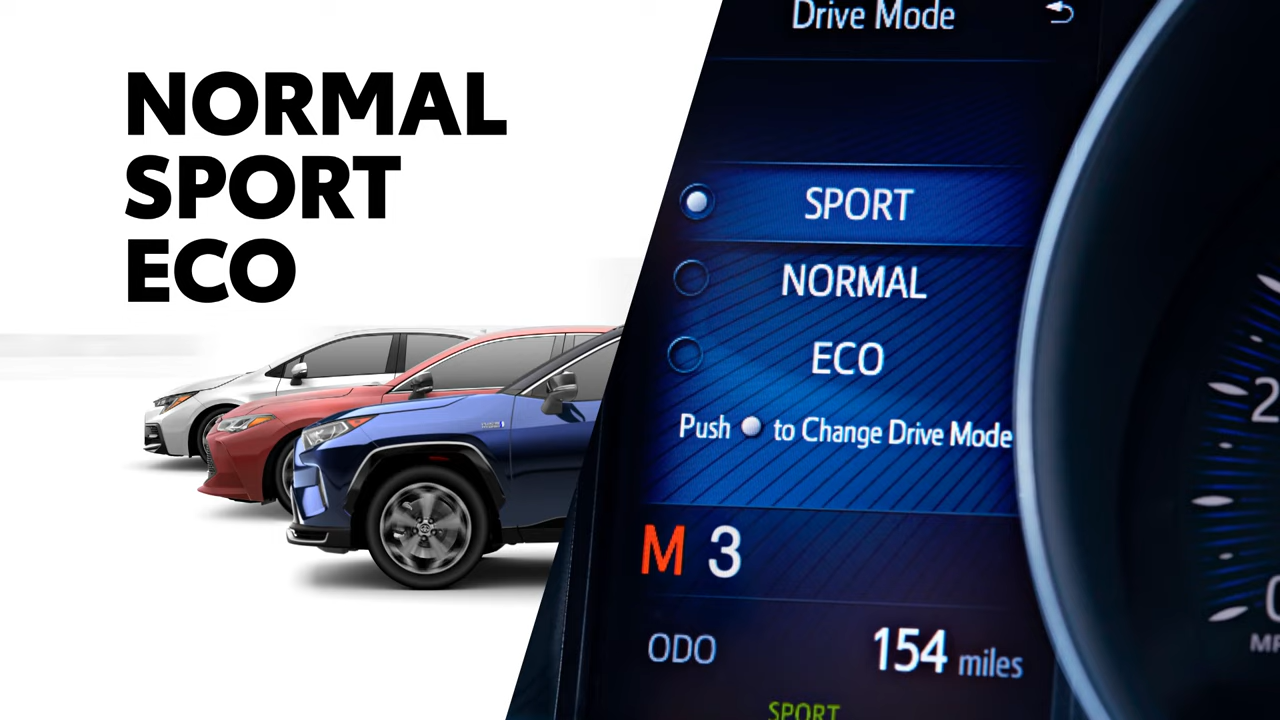 NORMAL
SPORT
ECO
Drive Mode
SPORT
NORMAL
ECO
Push to Change Drive Mode
M 3
ODO 154 miles
SPORT